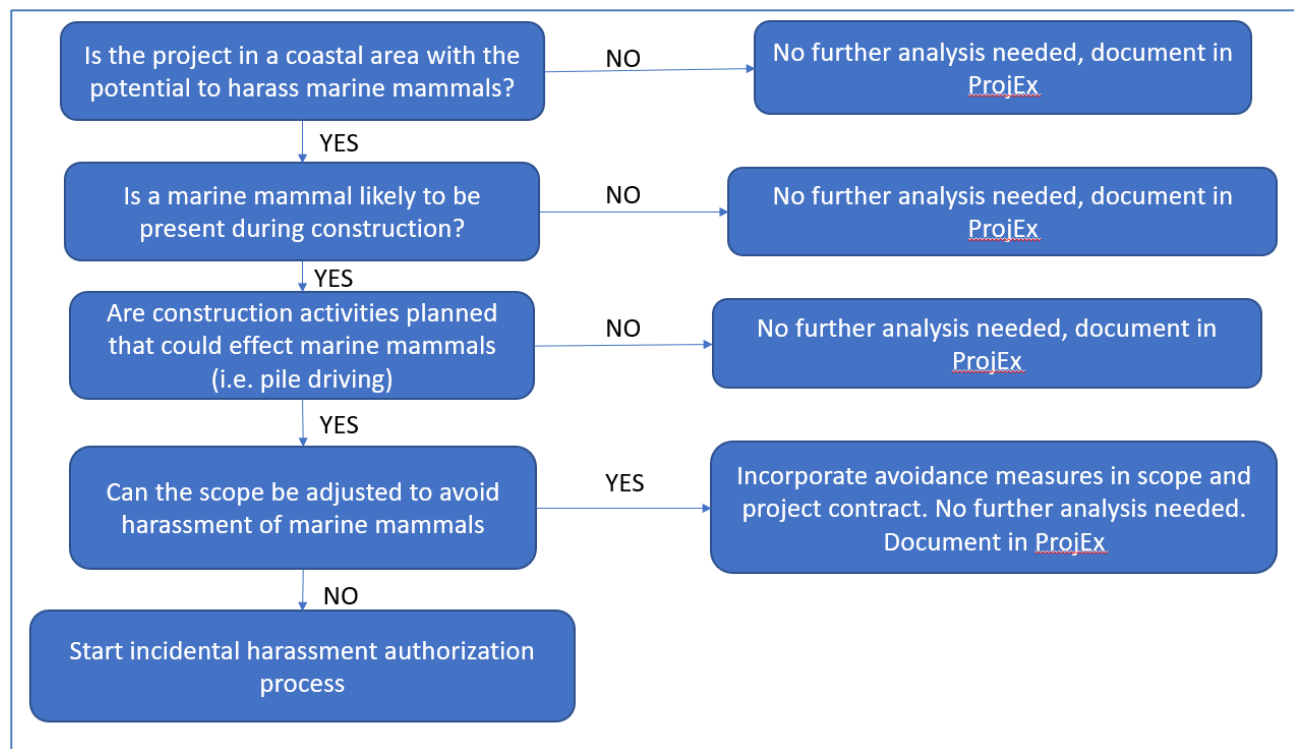 Is the project in a coastal area with the
potential to harass marine mammals?
NO
No further analysis needed, document in
ProjEx
YES
Is a marine mammal likely to be
present during construction?
NO
No further analysis needed, document in
ProjEx
YES
Are construction activities planned
that could effect marine mammals
(i.e. pile driving)
NO
No further analysis needed, document in
ProjEx
YES
Can the scope be adjusted to avoid
harassment of marine mammals
YES
Incorporate avoidance measures in scope and
project contract. No further analysis needed.
Document in ProjEx
NO
Start incidental harassment authorization
process